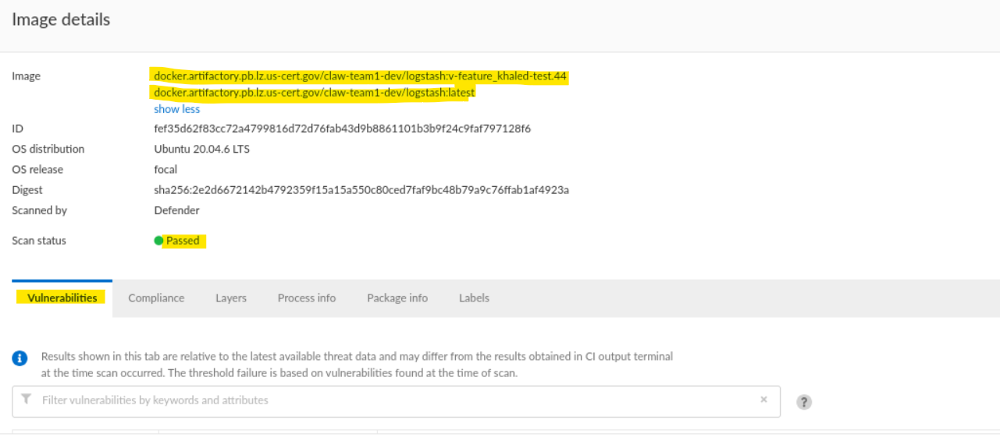 Image details
Image docker.artifactory.pb.lz.us-cert.gov/claw-team1-dev/logstash:v-feature_khaled-test.44
docker.artifactory.pb.lz.us-cert.gov/claw-team1-dev/logstash:latest
show less
ID fef35d62f83cc72a4799816d72d76fab43d9b8861101b3b9f24c9faf797128f6
OS distribution Ubuntu 20.04.6 LTS
OS release focal
Digest sha256:2e2d6672142b4792359f15a15a550c80ced7faf9bc48b79a9c76ffab1af4923a
Scanned by Defender
Scan status Passed
Vulnerabilities Compliance Layers Process info Package info Labels
Results shown in this tab are relative to the latest available threat data and may differ from the results obtained in CI output terminal
at the time scan occurred. The threshold failure is based on vulnerabilities found at the time of scan.
Filter vulnerabilities by keywords and attributes × ?